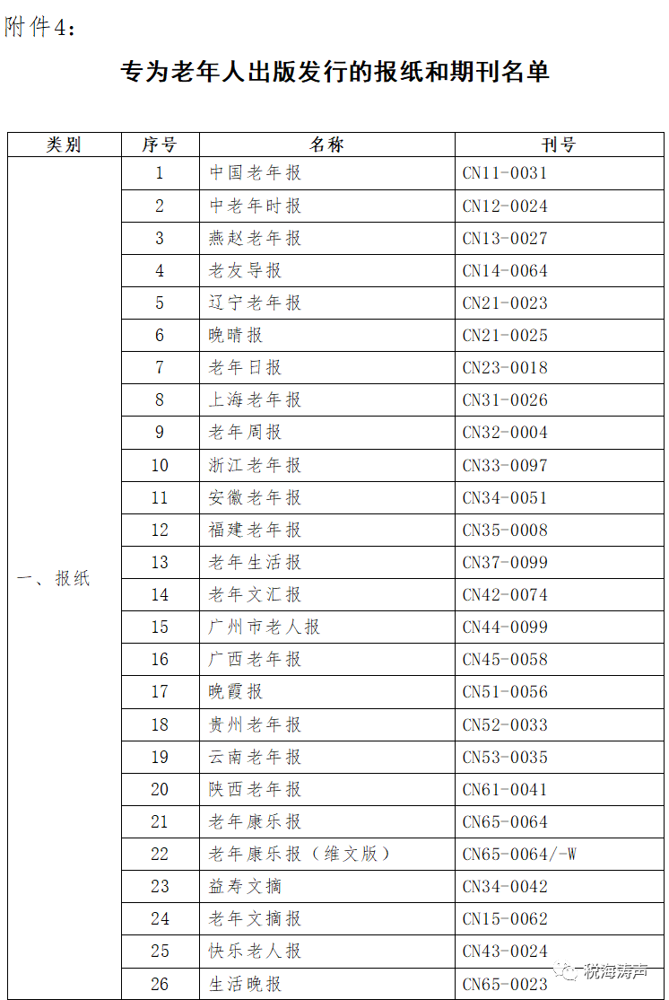 附件4：
专为老年人出版发行的报纸和期刊名单
类别 序号 名称 刊号
一、报纸
1 中国老年报 CN11-0031
2 中老年时报 CN12-0024
3 燕赵老年报 CN13-0027
4 老友导报 CN14-0064
5 辽宁老年报 CN21-0023
6 晚晴报 CN21-0025
7 老年日报 CN23-0018
8 上海老年报 CN31-0026
9 老年周报 CN32-0004
10 浙江老年报 CN33-0097
11 安徽老年报 CN34-0051
12 福建老年报 CN35-0008
13 老年生活报 CN37-0099
14 老年文汇报 CN42-0074
15 广州市老人报 CN44-0099
16 广西老年报 CN45-0058
17 晚霞报 CN51-0056
18 贵州老年报 CN52-0033
19 云南老年报 CN53-0035
20 陕西老年报 CN61-0041
21 老年康乐报 CN65-0064
22 老年康乐报（维文版） CN65-0064/-W
23 益寿文摘 CN34-0042
24 老年文摘报 CN15-0062
25 快乐老人报 CN43-0024
26 生活晚报 CN65-0023
税海涛声